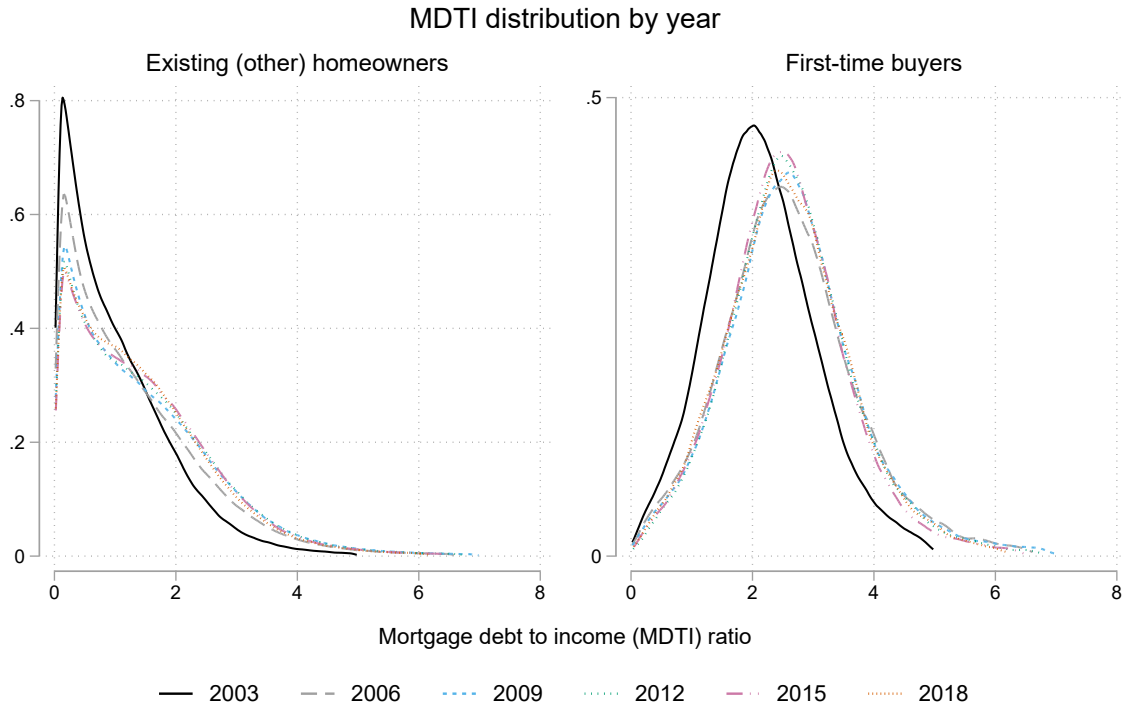 MDTI distribution by year
Existing (other) homeowners
First-time buyers
.8
.6
.4
.2
0
0 2 4 6 8
.5
0
0 2 4 6 8
Mortgage debt to income (MDTI) ratio
2003 2006 2009 2012 2015 2018